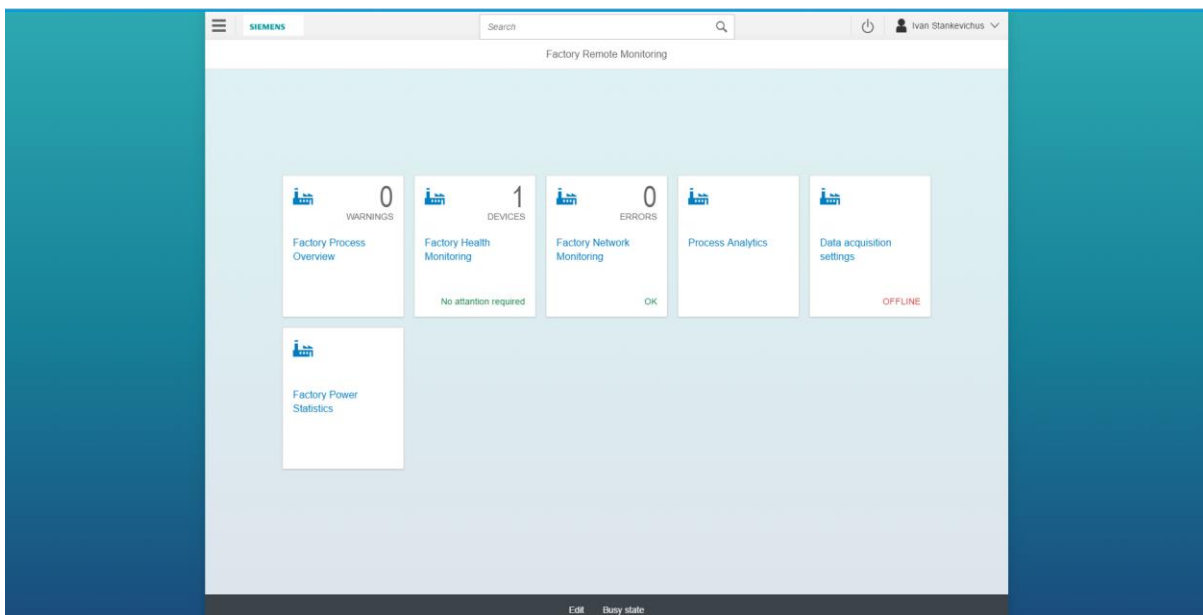 SIEMENS
Search
Ivan Stankevichus
Factory Remote Monitoring
0
WARNINGS
Factory Process
Overview
1
DEVICES
Factory Health
Monitoring
No attantion required
0
ERRORS
Factory Network
Monitoring
OK
Process Analytics
Data acquisition
settings
OFFLINE
Factory Power
Statistics
Edit Busy state